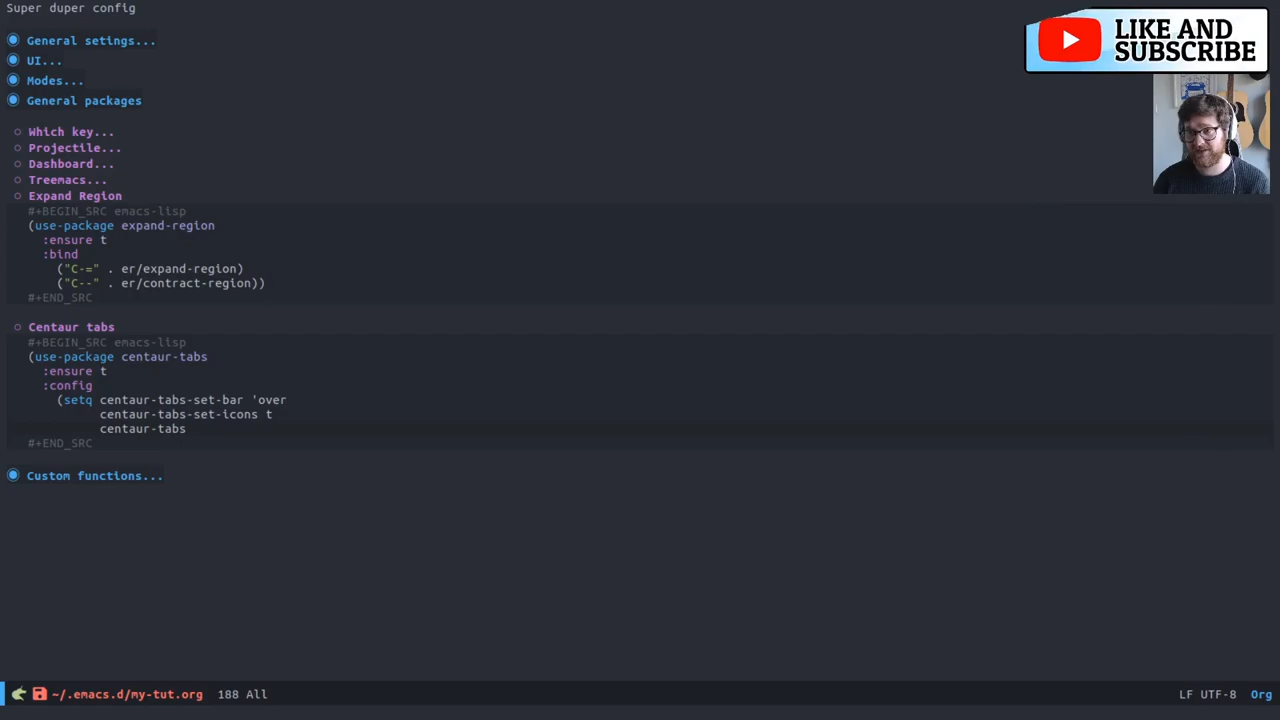 Super duper config
LIKE AND
SUBSCRIBE
General setings...
UI...
Modes...
General packages
Which key...
Projectile...
Dashboard...
Treemacs...
Expand Region
#+BEGIN_SRC emacs-lisp
(use-package expand-region
:ensure t
:bind
("C-=" . er/expand-region)
("C--" . er/contract-region))
#+END_SRC
Centaur tabs
#+BEGIN_SRC emacs-lisp
(use-package centaur-tabs
:ensure t
:config
(setq centaur-tabs-set-bar 'over
centaur-tabs-set-icons t
centaur-tabs
#+END_SRC
Custom functions...
~/.emacs.d/my-tut.org 188 All LF UTF-8 Org